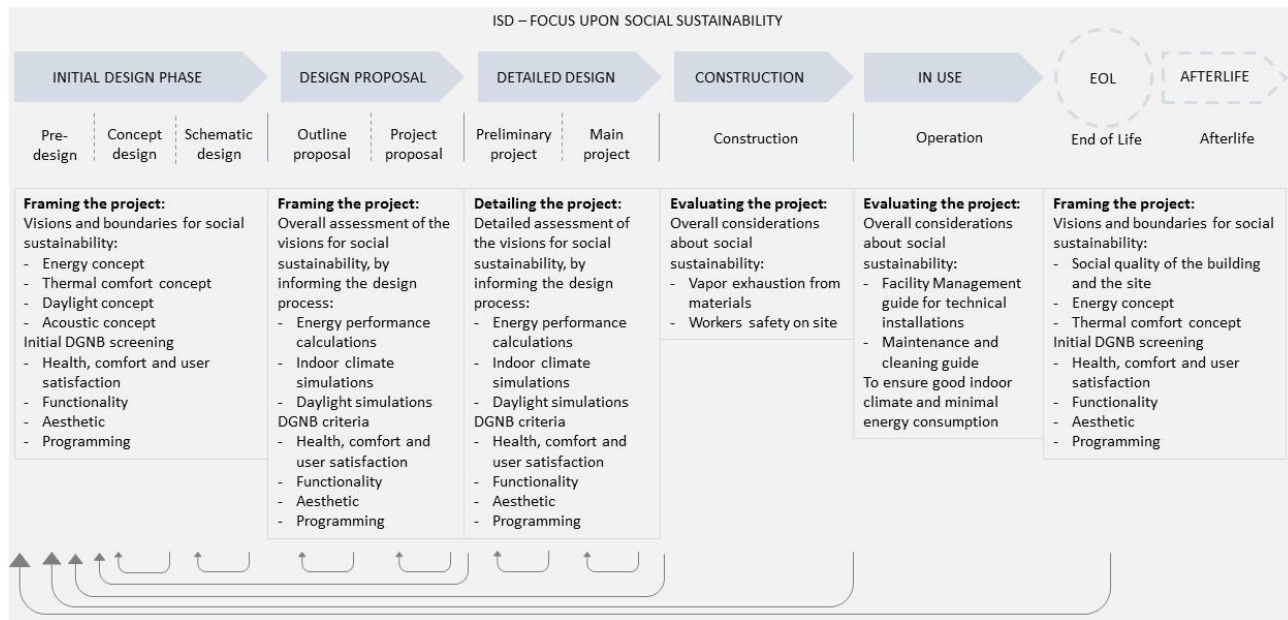 ISD – FOCUS UPON SOCIAL SUSTAINABILITY
INITIAL DESIGN PHASE
DESIGN PROPOSAL
DETAILED DESIGN
CONSTRUCTION
IN USE
EOL
AFTERLIFE
Pre-
design
Concept
design
Schematic
design
Outline
proposal
Project
proposal
Preliminary
project
Main
project
Construction
Operation
End of Life
Afterlife
Framing the project:
Visions and boundaries for social
sustainability:
- Energy concept
- Thermal comfort concept
- Daylight concept
- Acoustic concept
Initial DGNB screening
- Health, comfort and user
satisfaction
- Functionality
- Aesthetic
- Programming
Framing the project:
Overall assessment of the
visions for social
sustainability, by
informing the design
process:
- Energy performance
calculations
- Indoor climate
simulations
- Daylight simulations
DGNB criteria
- Health, comfort and
user satisfaction
- Functionality
- Aesthetic
- Programming
Detailing the project:
Detailed assessment of
the visions for social
sustainability, by
informing the design
process:
- Energy performance
calculations
- Indoor climate
simulations
- Daylight simulations
DGNB criteria
- Health, comfort and
user satisfaction
- Functionality
- Aesthetic
- Programming
Evaluating the project:
Overall considerations
about social
sustainability:
- Vapor exhaustion from
materials
- Workers safety on site
Evaluating the project:
Overall considerations
about social
sustainability:
- Facility Management
guide for technical
installations
- Maintenance and
cleaning guide
To ensure good indoor
climate and minimal
energy consumption
Framing the project:
Visions and boundaries for social
sustainability:
- Social quality of the building
and the site
- Energy concept
- Thermal comfort concept
Initial DGNB screening
- Health, comfort and user
satisfaction
- Functionality
- Aesthetic
- Programming